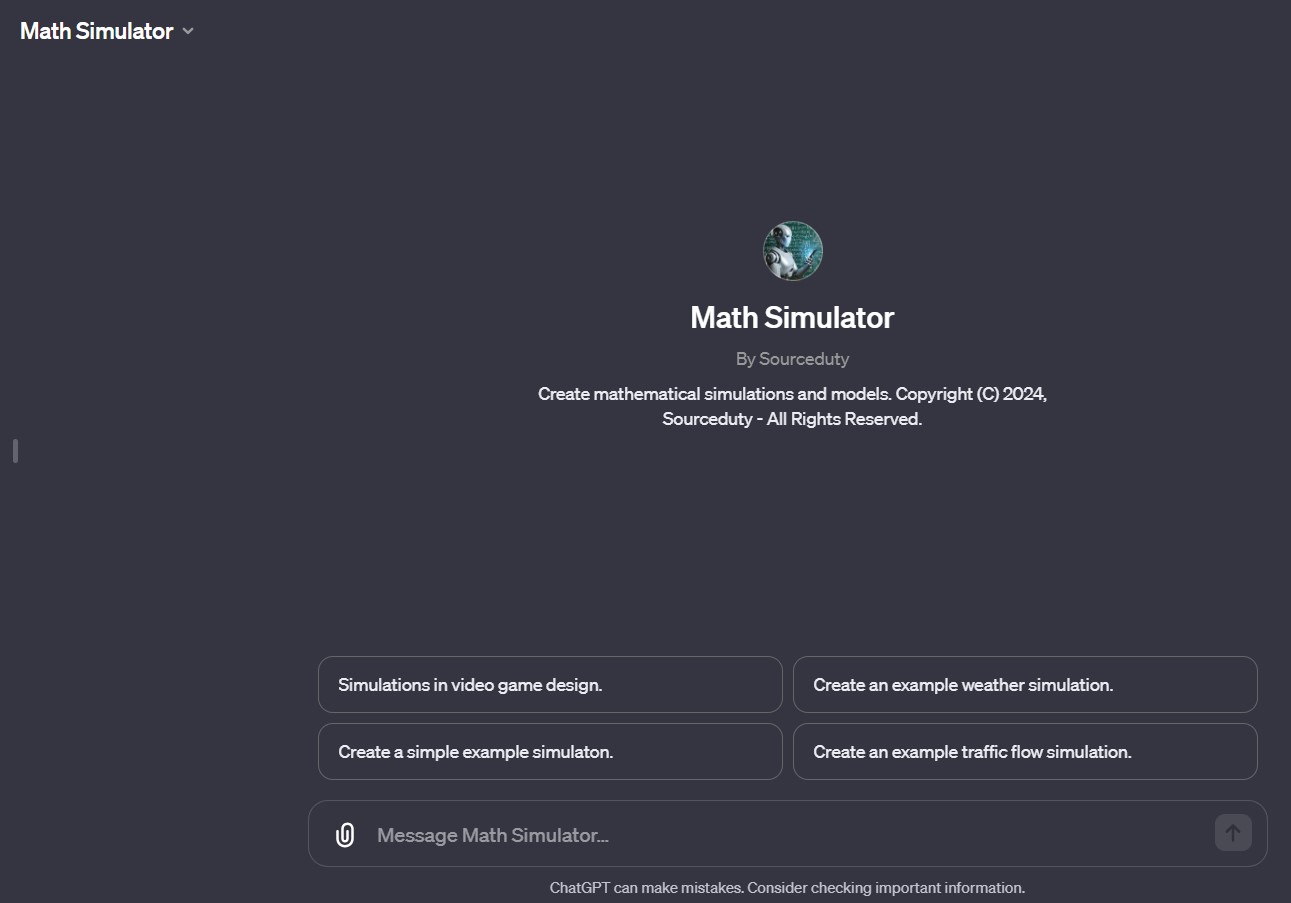 Math Simulator
Math Simulator
By Sourceduty
Create mathematical simulations and models. Copyright (C) 2024,
Sourceduty - All Rights Reserved.
Simulations in video game design.
Create an example weather simulation.
Create a simple example simulaton.
Create an example traffic flow simulation.
Message Math Simulator...
ChatGPT can make mistakes. Consider checking important information.